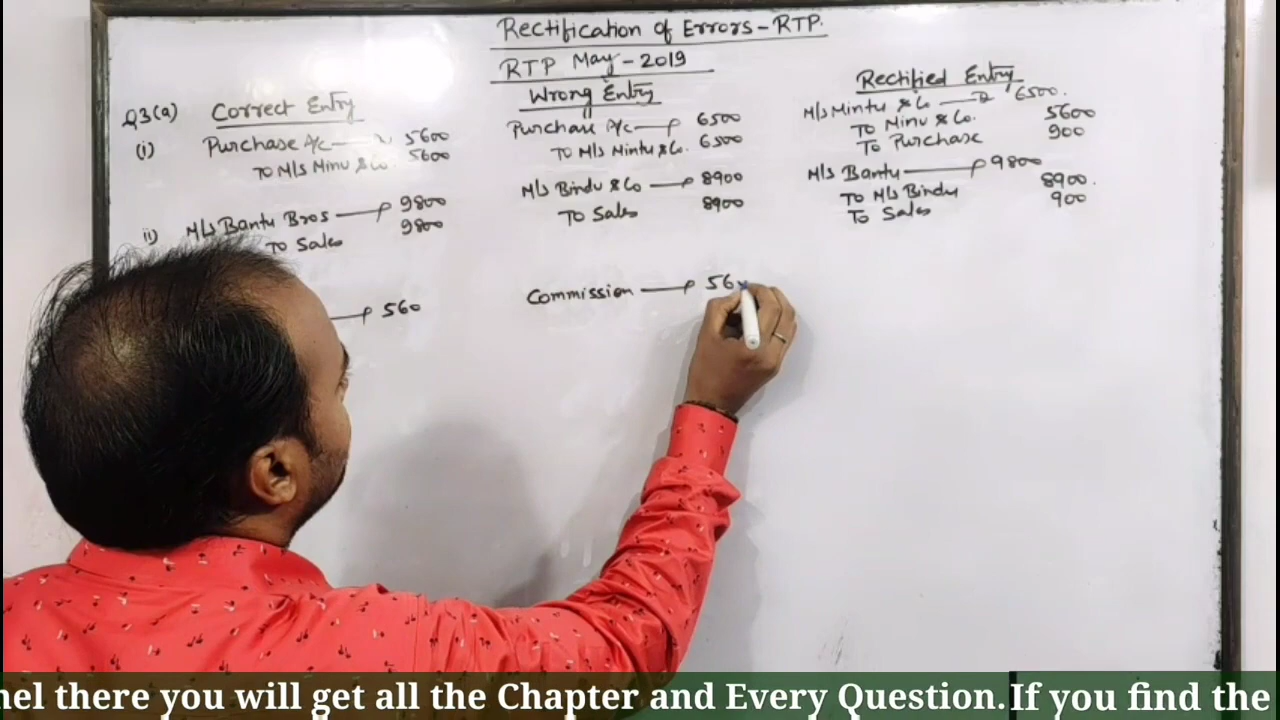 Rectification of Errors - RTP.
RTP May - 2019
Q3(a) Correct Entry
(i) Purchase A/c 5600
To M/s Minu & Co. 5600
ii) M/s Bantu Bros 9800
To Sales 9800
560
Wrong Entry
Purchase A/c 6500
To M/s Mintu & Co. 6500
M/s Bindu & Co 8900
To Sales 8900
Commission 56
Rectified Entry
M/s Mintu & Co 6500.
To Minu & Co. 5600
To Purchase 900
M/s Bantu 9800
To M/s Bindu 8900.
To Sales 900
nel there you will get all the Chapter and Every Question. If you find the